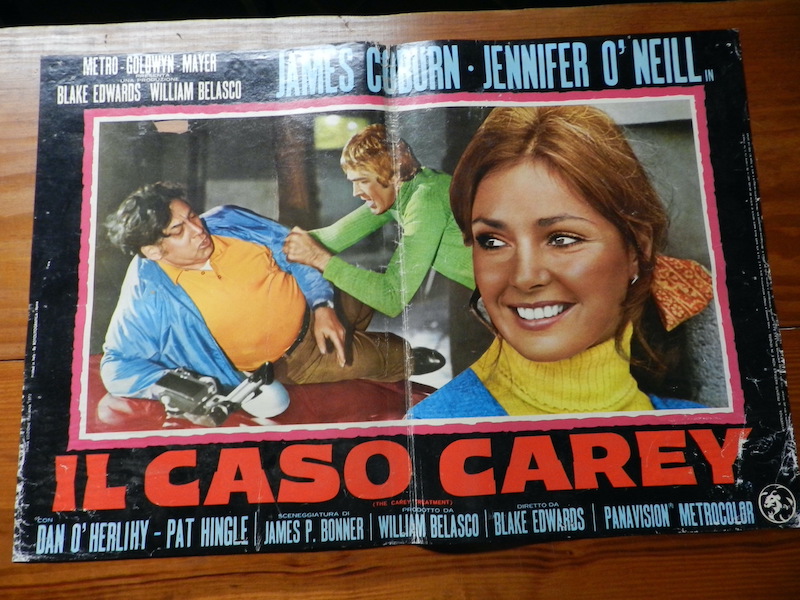 METRO-GOLDWYN MAYER
PRESENTA
UNA PRODUZIONE
BLAKE EDWARDS WILLIAM BELASCO
JAMES COBURN · JENNIFER O'NEILL IN
IL CASO CAREY
(THE CAREY TREATMENT)
CON
DAN O'HERLIHY - PAT HINGLE
SCENEGGIATURA DI
JAMES P. BONNER
PRODOTTO DA
WILLIAM BELASCO
DIRETTO DA
BLAKE EDWARDS
PANAVISION METROCOLOR